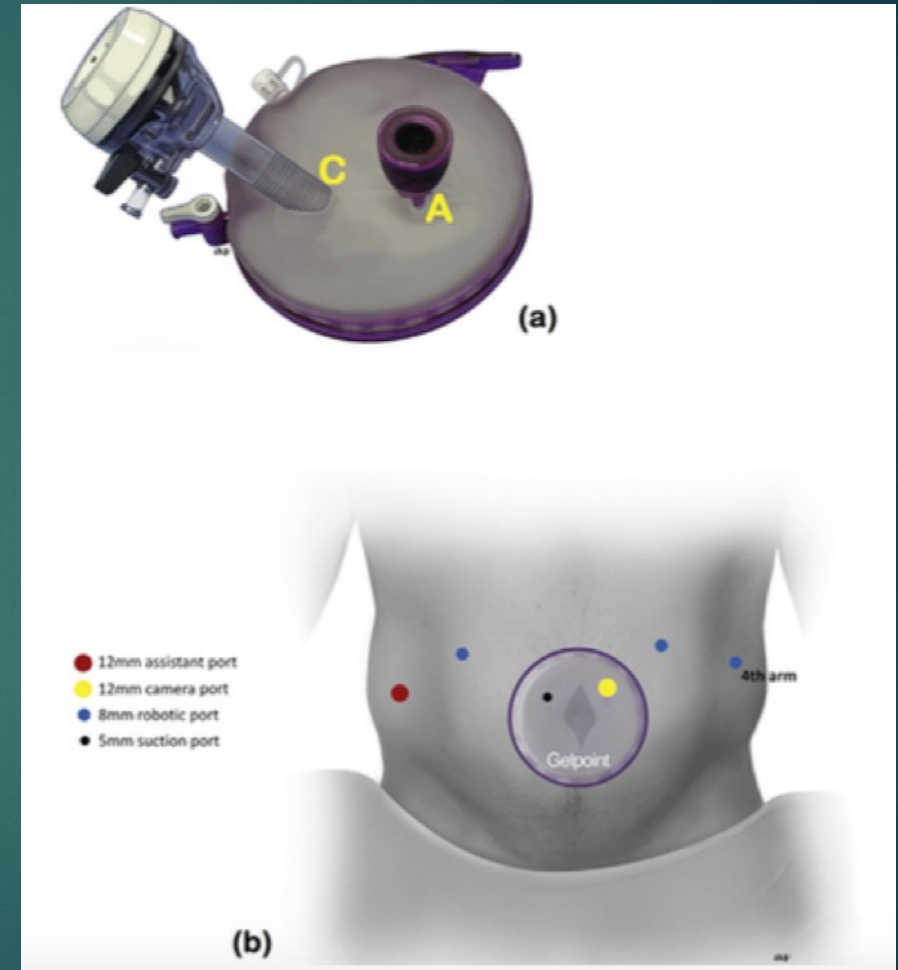 C
A
(a)
12mm assistant port
12mm camera port
8mm robotic port
5mm suction port
4th arm
Gelpoint
(b)